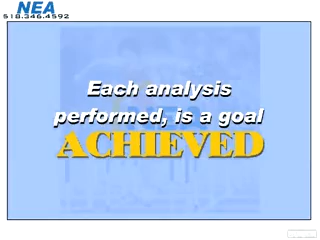 NEA
518.346.4592
Each analysis
performed, is a goal
ACHIEVED